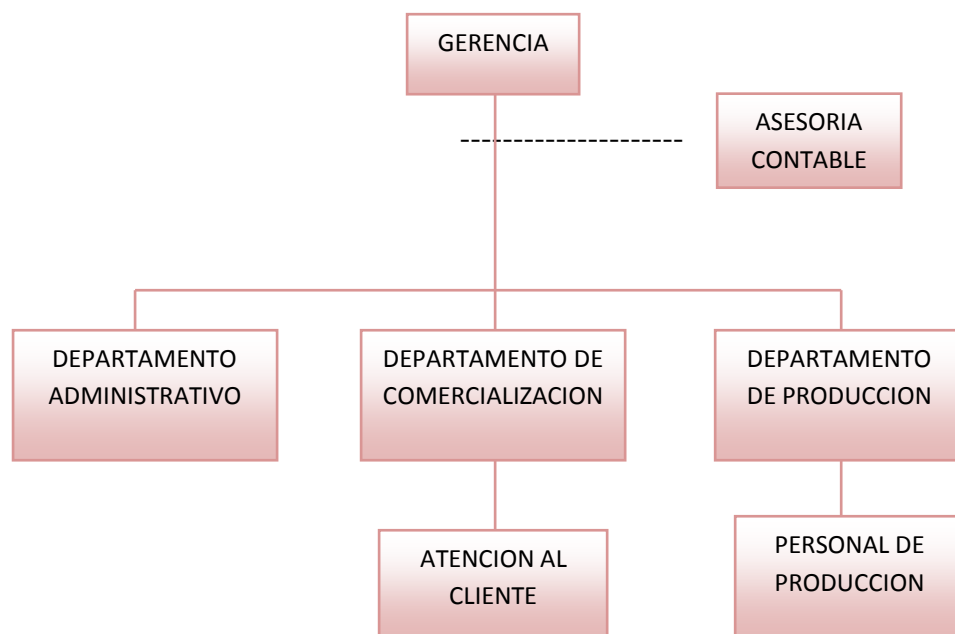 GERENCIA
ASESORIA
CONTABLE
DEPARTAMENTO
ADMINISTRATIVO
DEPARTAMENTO DE
COMERCIALIZACION
DEPARTAMENTO
DE PRODUCCION
ATENCION AL
CLIENTE
PERSONAL DE
PRODUCCION